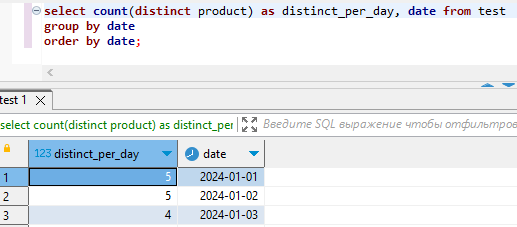 select count(distinct product) as distinct_per_day, date from test
group by date
order by date;
test 1
select count(distinct product) as distinct_per
Введите SQL выражение чтобы отфильтров
123 distinct_per_day date
1 5 2024-01-01
2 5 2024-01-02
3 4 2024-01-03